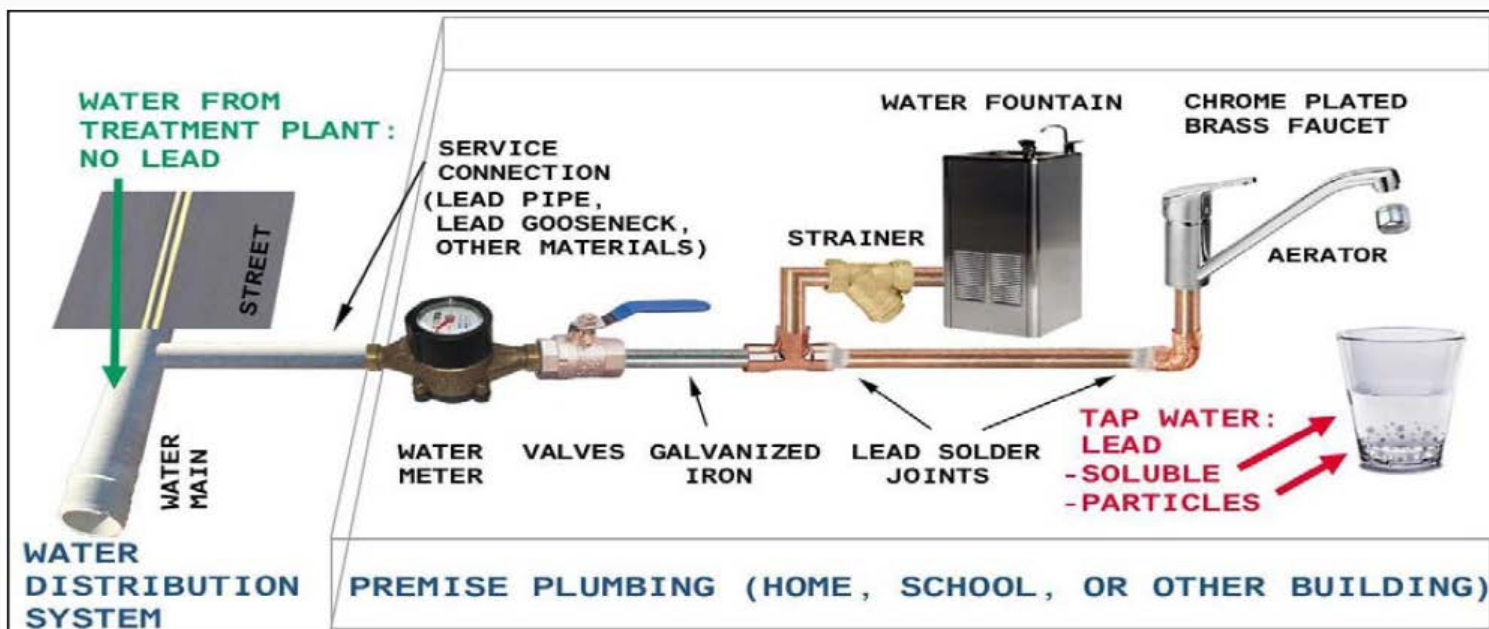 WATER FROM
TREATMENT PLANT:
NO LEAD
SERVICE
CONNECTION
(LEAD PIPE,
LEAD GOOSENECK,
OTHER MATERIALS)
WATER FOUNTAIN
CHROME PLATED
BRASS FAUCET
STRAINER
AERATOR
STREET
WATER
MAIN
WATER
METER
VALVES
GALVANIZED
IRON
LEAD SOLDER
JOINTS
TAP WATER:
LEAD
-SOLUBLE
-PARTICLES
WATER
DISTRIBUTION
SYSTEM
PREMISE PLUMBING (HOME, SCHOOL, OR OTHER BUILDING)